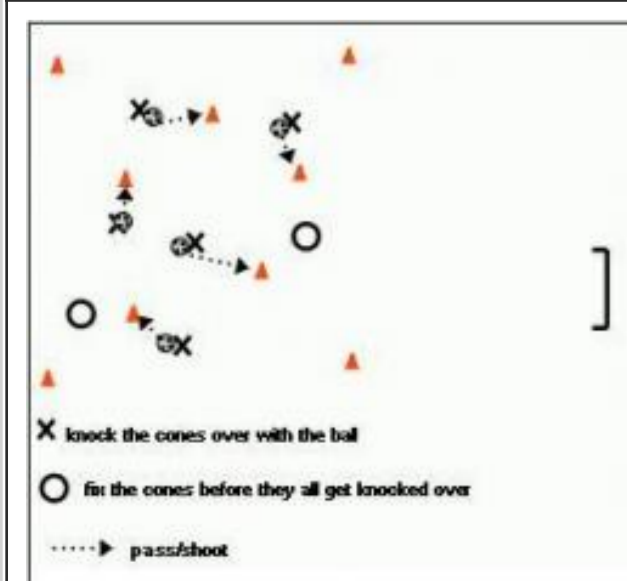 knock the cones over with the ball
fix the cones before they all get knocked over
pass/shoot